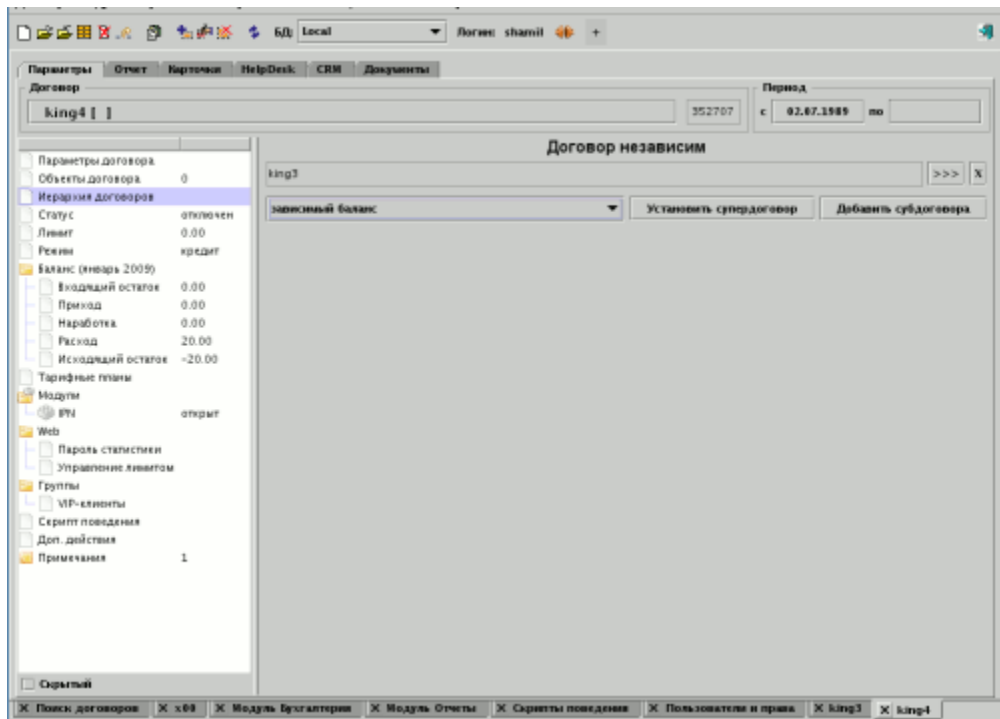 БД: Local Логин: shamil +
Параметры Отчет Карточки HelpDesk CRM Документы
Договор
king4 [ ] 352707
Период
с 02.07.1989 по
Договор независим
king3 >>> X
зависимый баланс Установить супердоговор Добавить субдоговора
Параметры договора
Объекты договора 0
Иерархия договоров
Статус отключен
Лимит 0.00
Режим кредит
Баланс (январь 2009)
Входящий остаток 0.00
Приход 0.00
Наработка 0.00
Расход 20.00
Исходящий остаток -20.00
Тарифные планы
Модули
IPN открыт
Web
Пароль статистики
Управление лимитом
Группы
VIP-клиенты
Скрипт поведения
Доп. действия
Примечания 1
Скрытый
X Поиск договоров X x00 X Модуль Бухгалтерия X Модуль Отчеты X Скрипты поведения X Пользователи и права X king3 X king4